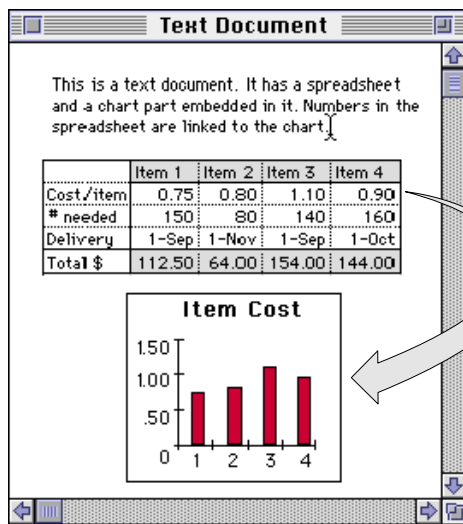 Text Document
This is a text document. It has a spreadsheet
and a chart part embedded in it. Numbers in the
spreadsheet are linked to the chart.
Item 1 Item 2 Item 3 Item 4
Cost/item 0.75 0.80 1.10 0.90
# needed 150 80 140 160
Delivery 1-Sep 1-Nov 1-Sep 1-Oct
Total $ 112.50 64.00 154.00 144.00
Item Cost
1.50
1.00
.50
0
1 2 3 4